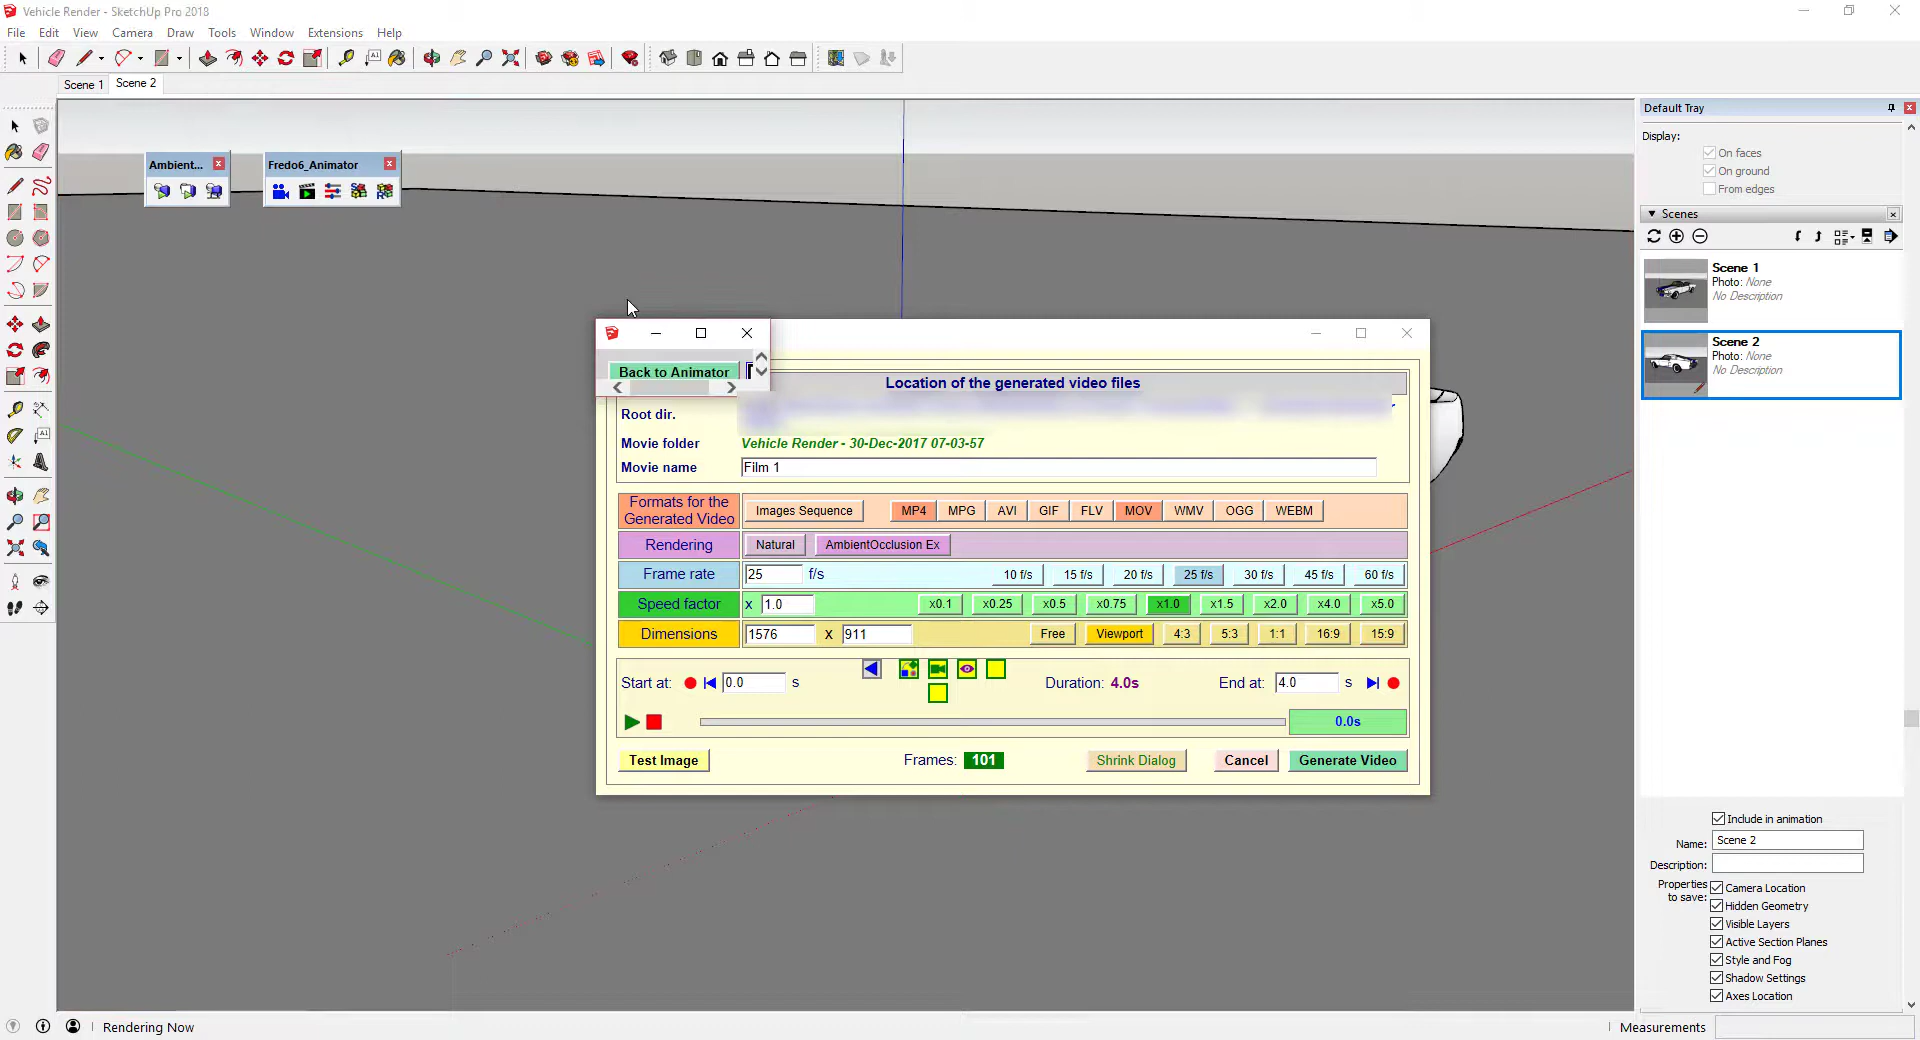 Vehicle Render - SketchUp Pro 2018
File Edit View Camera Draw Tools Window Extensions Help
Scene 1 Scene 2
Default Tray
Display:
On faces
On ground
From edges
Scenes
Scene 1
Photo: None
No Description
Scene 2
Photo: None
No Description
Ambient...
Fredo6_Animator
Back to Animator
Location of the generated video files
Root dir.
Movie folder Vehicle Render - 30-Dec-2017 07-03-57
Movie name Film 1
Formats for the
Generated Video
Images Sequence MP4 MPG AVI GIF FLV MOV WMV OGG WEBM
Rendering Natural AmbientOcclusion Ex
Frame rate 25 f/s 10 f/s 15 f/s 20 f/s 25 f/s 30 f/s 45 f/s 60 f/s
Speed factor x 1.0 x0.1 x0.25 x0.5 x0.75 x1.0 x1.5 x2.0 x4.0 x5.0
Dimensions 1576 x 911 Free Viewport 4:3 5:3 1:1 16:9 15:9
Start at: 0.0 s Duration: 4.0s End at: 4.0 s
0.0s
Test Image Frames: 101 Shrink Dialog Cancel Generate Video
Include in animation
Name: Scene 2
Description:
Properties
to save:
Camera Location
Hidden Geometry
Visible Layers
Active Section Planes
Style and Fog
Shadow Settings
Axes Location
Rendering Now
Measurements